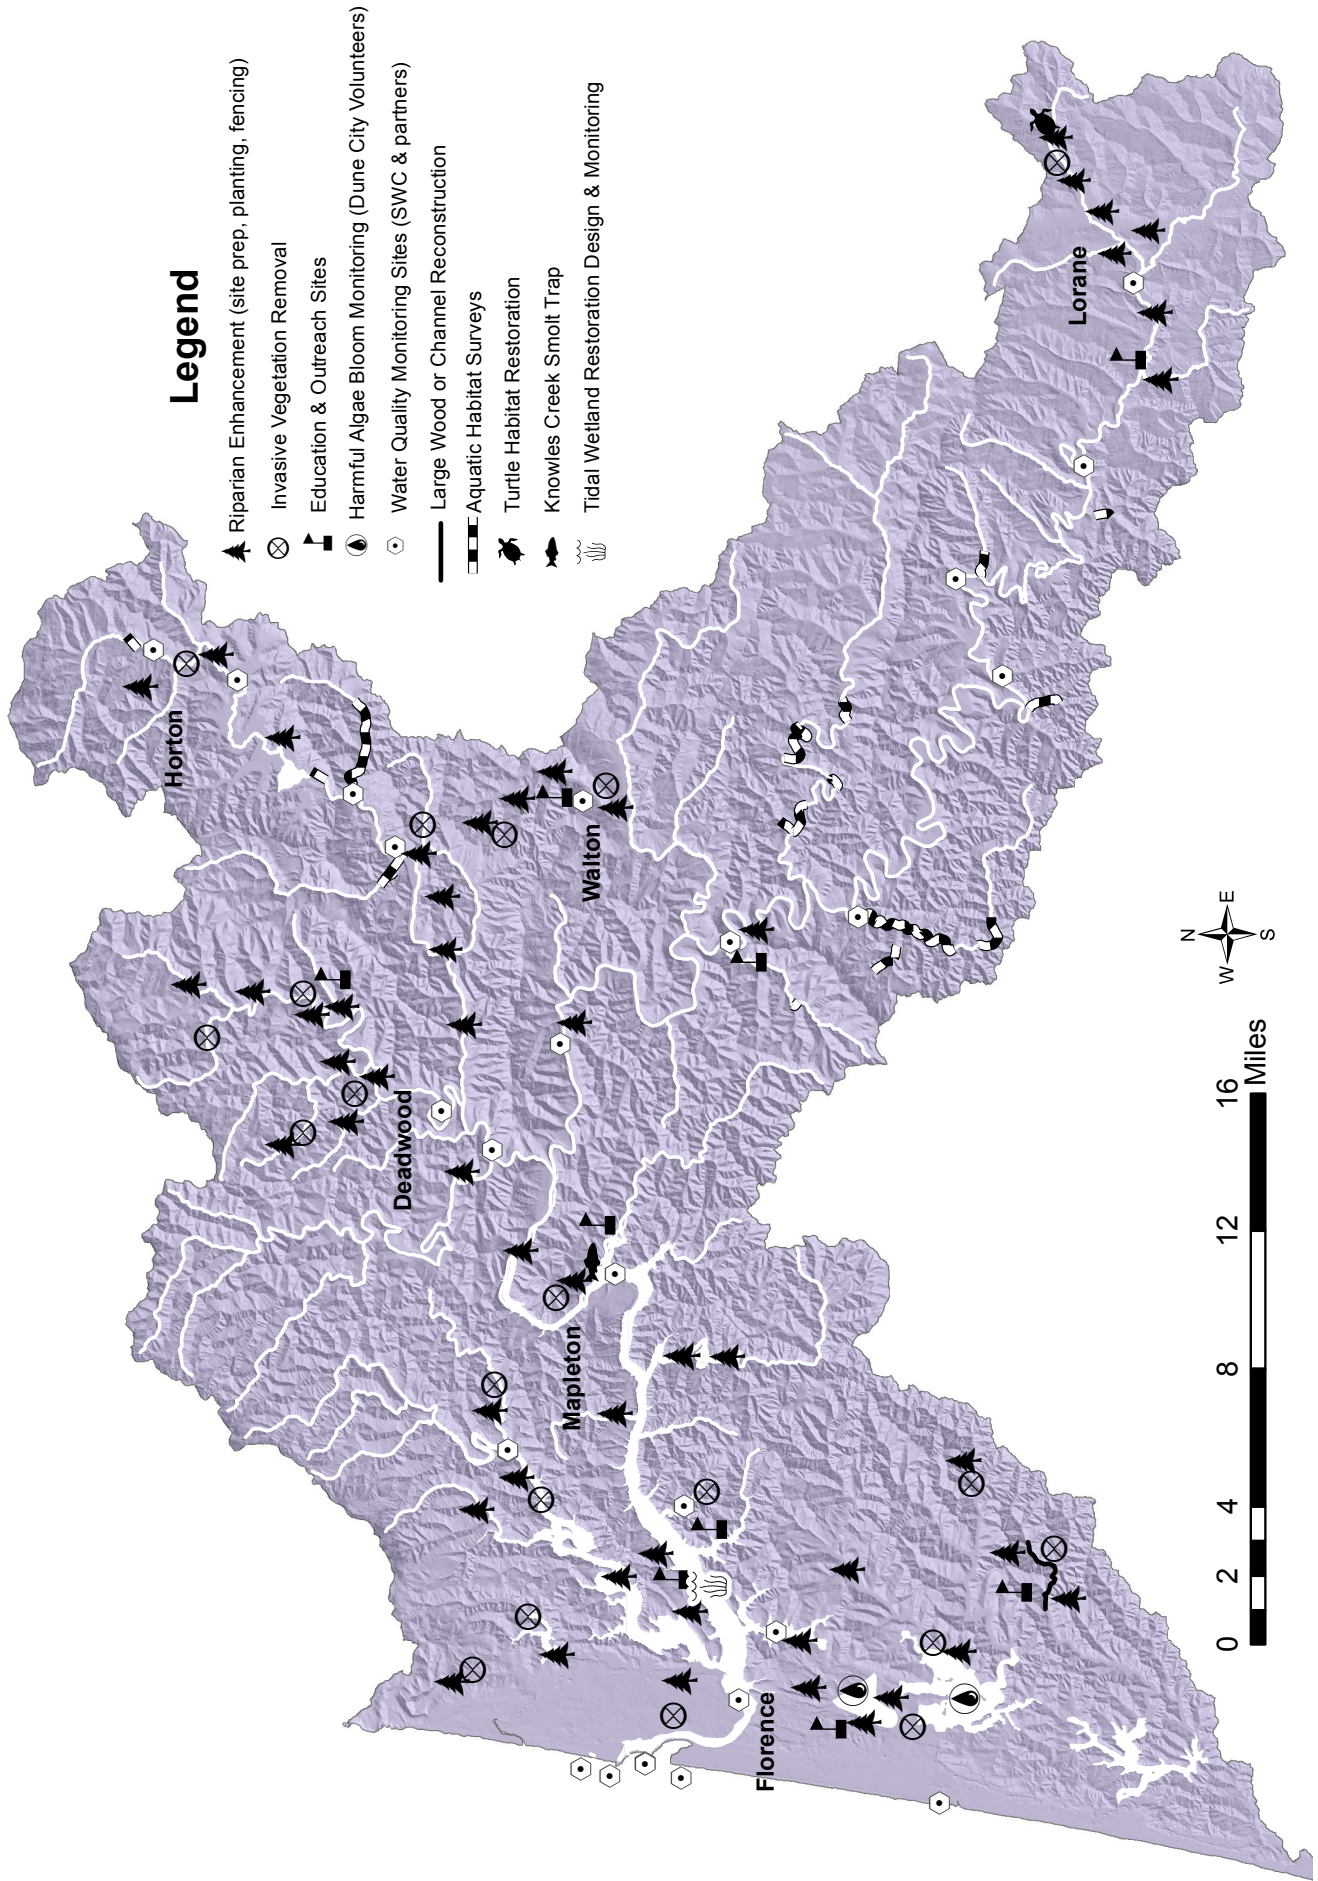 Legend
Riparian Enhancement (site prep, planting, fencing)
Invasive Vegetation Removal
Education & Outreach Sites
Harmful Algae Bloom Monitoring (Dune City Volunteers)
Water Quality Monitoring Sites (SWC & partners)
Large Wood or Channel Reconstruction
Aquatic Habitat Surveys
Turtle Habitat Restoration
Knowles Creek Smolt Trap
Tidal Wetland Restoration Design & Monitoring
Horton
Deadwood
Walton
Mapleton
Florence
Lorane
N
W E
S
0 2 4 8 12 16
Miles